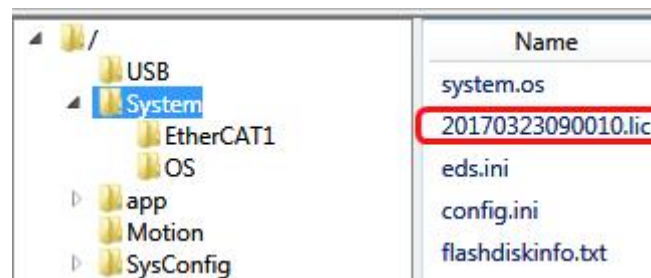 /
USB
System
EtherCAT1
OS
app
Motion
SysConfig
Name
system.os
20170323090010.lic
eds.ini
config.ini
flashdiskinfo.txt